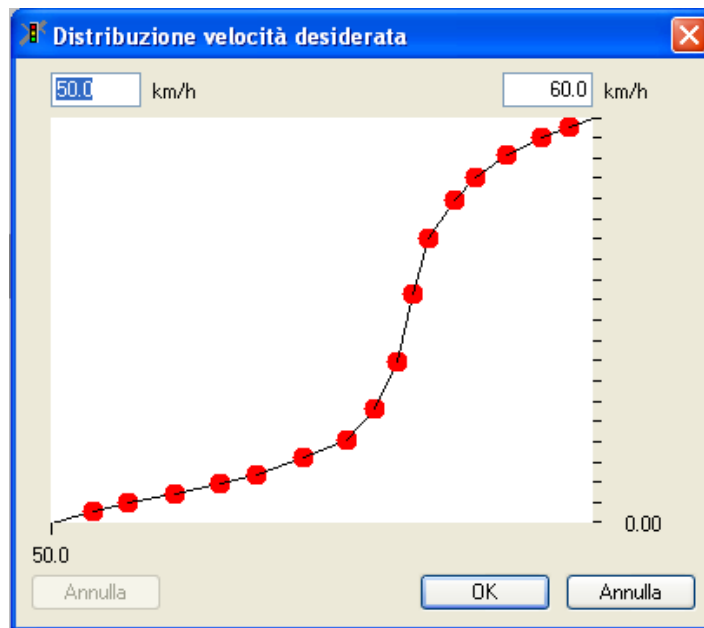 Distribuzione velocità desiderata
50.0 km/h 60.0 km/h
0.00
50.0
Annulla OK Annulla